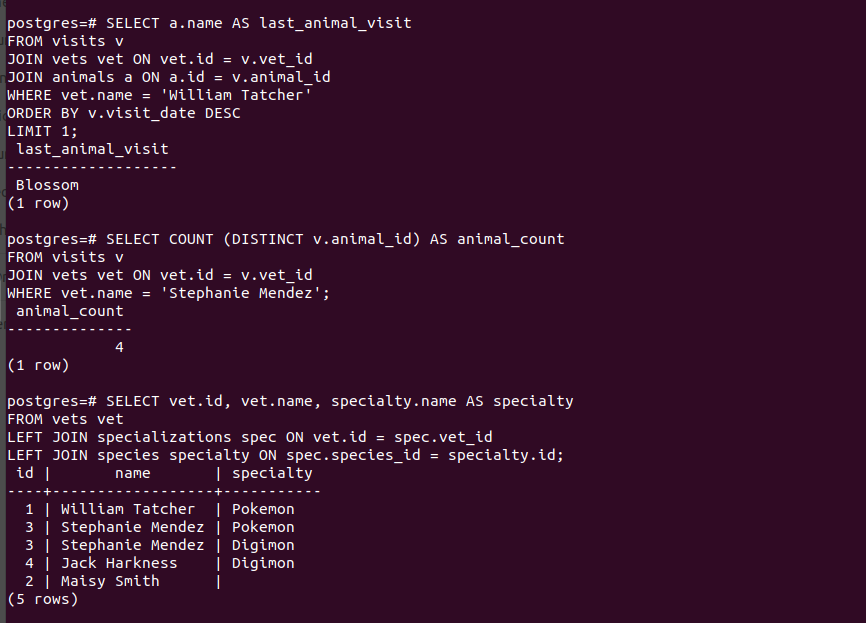 postgres=# SELECT a.name AS last_animal_visit
FROM visits v
JOIN vets vet ON vet.id = v.vet_id
JOIN animals a ON a.id = v.animal_id
WHERE vet.name = 'William Tatcher'
ORDER BY v.visit_date DESC
LIMIT 1;
 last_animal_visit
-------------------
 Blossom
(1 row)

postgres=# SELECT COUNT (DISTINCT v.animal_id) AS animal_count
FROM visits v
JOIN vets vet ON vet.id = v.vet_id
WHERE vet.name = 'Stephanie Mendez';
 animal_count
--------------
            4
(1 row)

postgres=# SELECT vet.id, vet.name, specialty.name AS specialty
FROM vets vet
LEFT JOIN specializations spec ON vet.id = spec.vet_id
LEFT JOIN species specialty ON spec.species_id = specialty.id;
 id |       name       | specialty
----+------------------+-----------
  1 | William Tatcher  | Pokemon
  3 | Stephanie Mendez | Pokemon
  3 | Stephanie Mendez | Digimon
  4 | Jack Harkness    | Digimon
  2 | Maisy Smith      |
(5 rows)